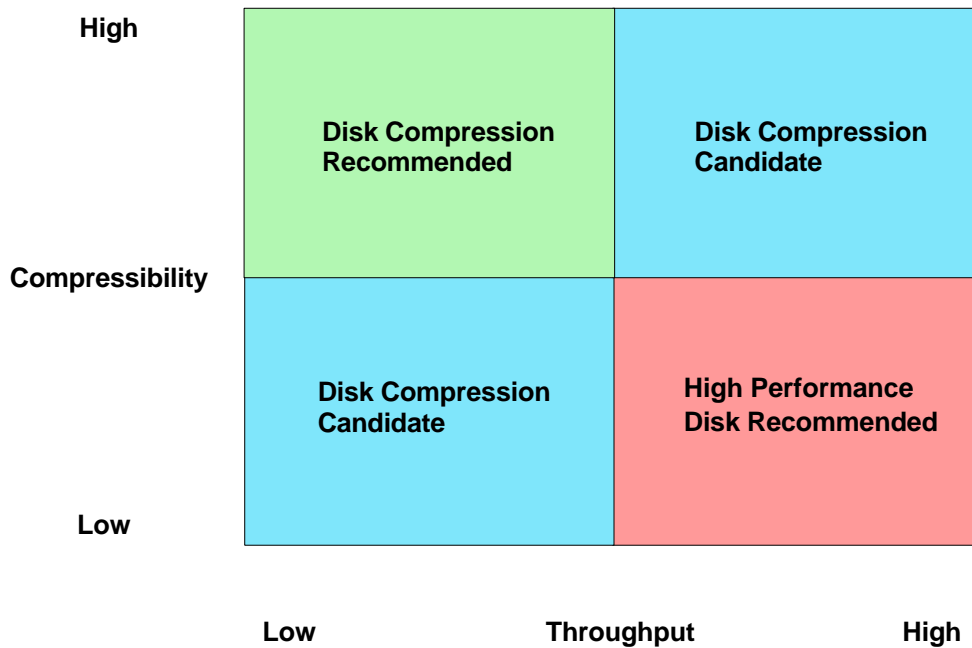 High
Disk Compression
Recommended
Disk Compression
Candidate
Compressibility
Disk Compression
Candidate
High Performance
Disk Recommended
Low
Low
Throughput
High